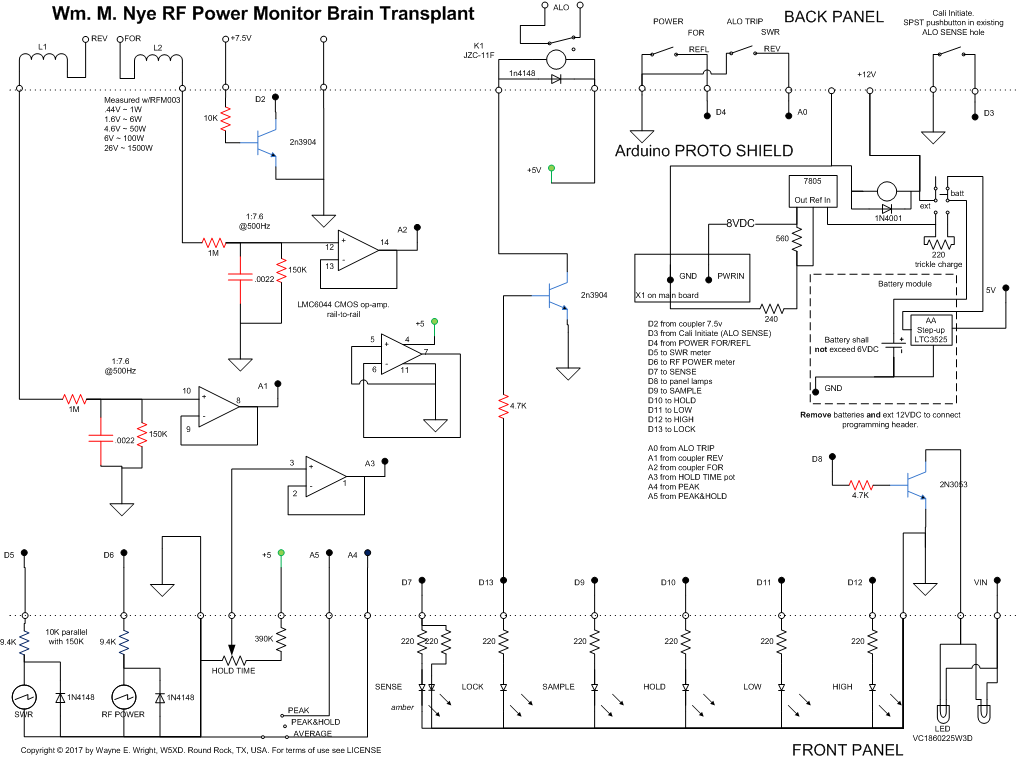 Wm. M. Nye RF Power Monitor Brain Transplant
ALO
BACK PANEL
Cali Initiate.
SPST pushbutton in existing
ALO SENSE hole
POWER
ALO TRIP
FOR
SWR
REFL
REV
L1
REV
FOR
L2
+7.5V
K1
JZC-11F
1n4148
+12V
Measured w/RFM003
.44V ~ 1W
1.6V ~ 6W
4.6V ~ 50W
6V ~ 100W
26V ~ 1500W
D2
10K
2n3904
D4
A0
D3
Arduino PROTO SHIELD
+5V
7805
Out Ref In
1N4001
batt
ext
1:7.6
@500Hz
A2
14
12
13
1M
.0022
150K
8VDC
560
220
trickle charge
GND
PWRIN
X1 on main board
2n3904
240
Battery module
5V
LMC6044 CMOS op-amp.
rail-to-rail
+5
5
4
7
6
11
AA
Step-up
LTC3525
Battery shall
not exceed 6VDC
+
GND
D2 from coupler 7.5v
D3 from Cali Initiate (ALO SENSE)
D4 from POWER FOR/REFL
D5 to SWR meter
D6 to RF POWER meter
D7 to SENSE
D8 to panel lamps
D9 to SAMPLE
D10 to HOLD
D11 to LOW
D12 to HIGH
D13 to LOCK
A0 from ALO TRIP
A1 from coupler REV
A2 from coupler FOR
A3 from HOLD TIME pot
A4 from PEAK
A5 from PEAK&HOLD
1:7.6
@500Hz
A1
10
8
9
1M
.0022
150K
4.7K
Remove batteries and ext 12VDC to connect
programming header.
A3
3
1
2
D8
4.7K
2N3053
D5
D6
+5
A5
A4
D7
D13
D9
D10
D11
D12
VIN
9.4K
10K parallel
with 150K
9.4K
390K
HOLD TIME
220
220
220
220
220
220
220
1N4148
1N4148
SWR
RF POWER
SENSE
amber
LOCK
SAMPLE
HOLD
LOW
HIGH
PEAK
PEAK&HOLD
AVERAGE
LED
VC1860225W3D
Copyright © 2017 by Wayne E. Wright, W5XD. Round Rock, TX, USA. For terms of use see LICENSE
FRONT PANEL